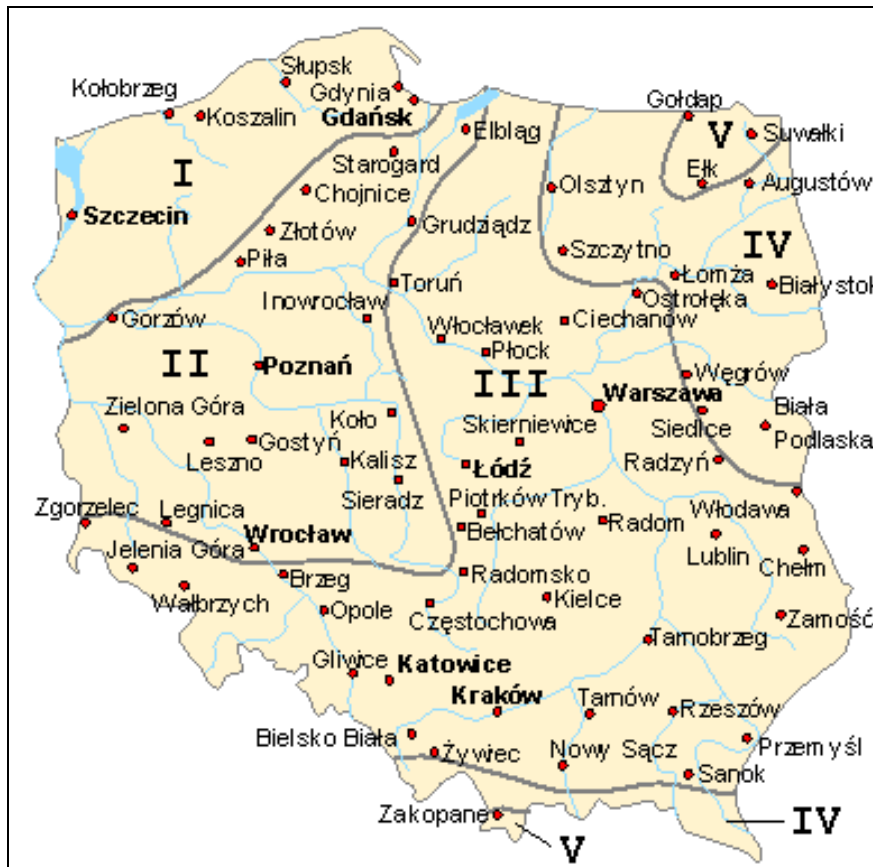 Słupsk
Kołobrzeg
Gdynia
Koszalin
Gdańsk
Gołdap
Elbląg
V
Suwałki
Starogard
I
Ełk
Chojnice
Olsztyn
Augustów
Szczecin
Złotów
Grudziądz
Szczytno
IV
Piła
Toruń
Łomża
Białystok
Inowrocław
Ostrołęka
Gorzów
Włocławek
Ciechanów
Płock
II
Poznań
III
Węgrów
Warszawa
Zielona Góra
Koło
Skierniewice
Siedlce
Biała
Podlaska
Gostyń
Leszno
Kalisz
Łódź
Radzyń
Sieradz
Piotrków Tryb.
Zgorzelec
Legnica
Wrocław
Bełchatów
Radom
Włodawa
Jelenia Góra
Lublin
Chełm
Brzeg
Radomsko
Wałbrzych
Opole
Częstochowa
Kielce
Zamość
Tarnobrzeg
Gliwice
Katowice
Kraków
Tarnów
Rzeszów
Bielsko Biała
Żywiec
Nowy Sącz
Przemyśl
Sanok
Zakopane
IV
V